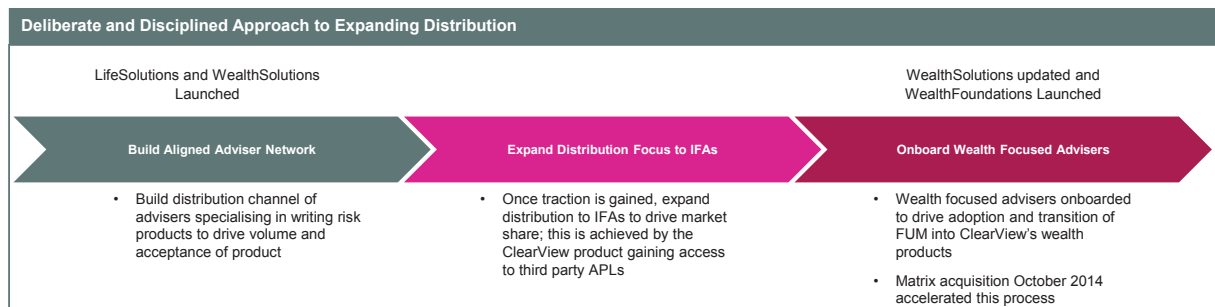 Deliberate and Disciplined Approach to Expanding Distribution
LifeSolutions and WealthSolutions
Launched
WealthSolutions updated and
WealthFoundations Launched
Build Aligned Adviser Network
Expand Distribution Focus to IFAs
Onboard Wealth Focused Advisers
• Build distribution channel of
advisers specialising in writing risk
products to drive volume and
acceptance of product
• Once traction is gained, expand
distribution to IFAs to drive market
share; this is achieved by the
ClearView product gaining access
to third party APLs
• Wealth focused advisers onboarded
to drive adoption and transition of
FUM into ClearView's wealth
products
• Matrix acquisition October 2014
accelerated this process